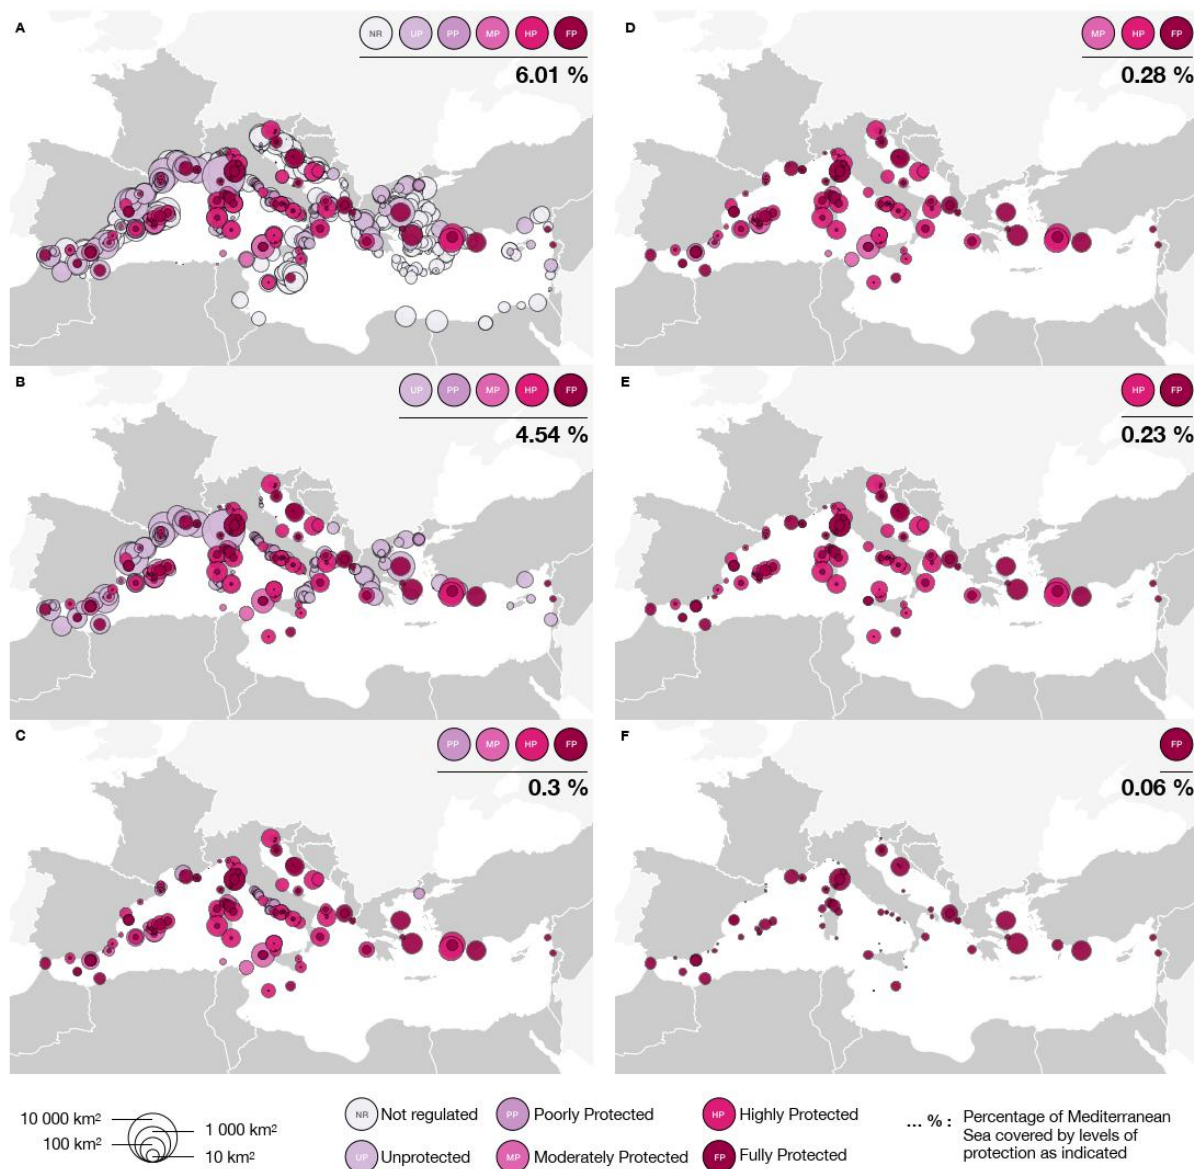 A
NR UP PP MP HP FP
6.01 %
B
UP PP MP HP FP
4.54 %
C
PP MP HP FP
0.3 %
D
MP HP FP
0.28 %
E
HP FP
0.23 %
F
FP
0.06 %
10 000 km²
1 000 km²
100 km²
10 km²
NR Not regulated
UP Unprotected
PP Poorly Protected
MP Moderately Protected
HP Highly Protected
FP Fully Protected
... % : Percentage of Mediterranean
Sea covered by levels of
protection as indicated